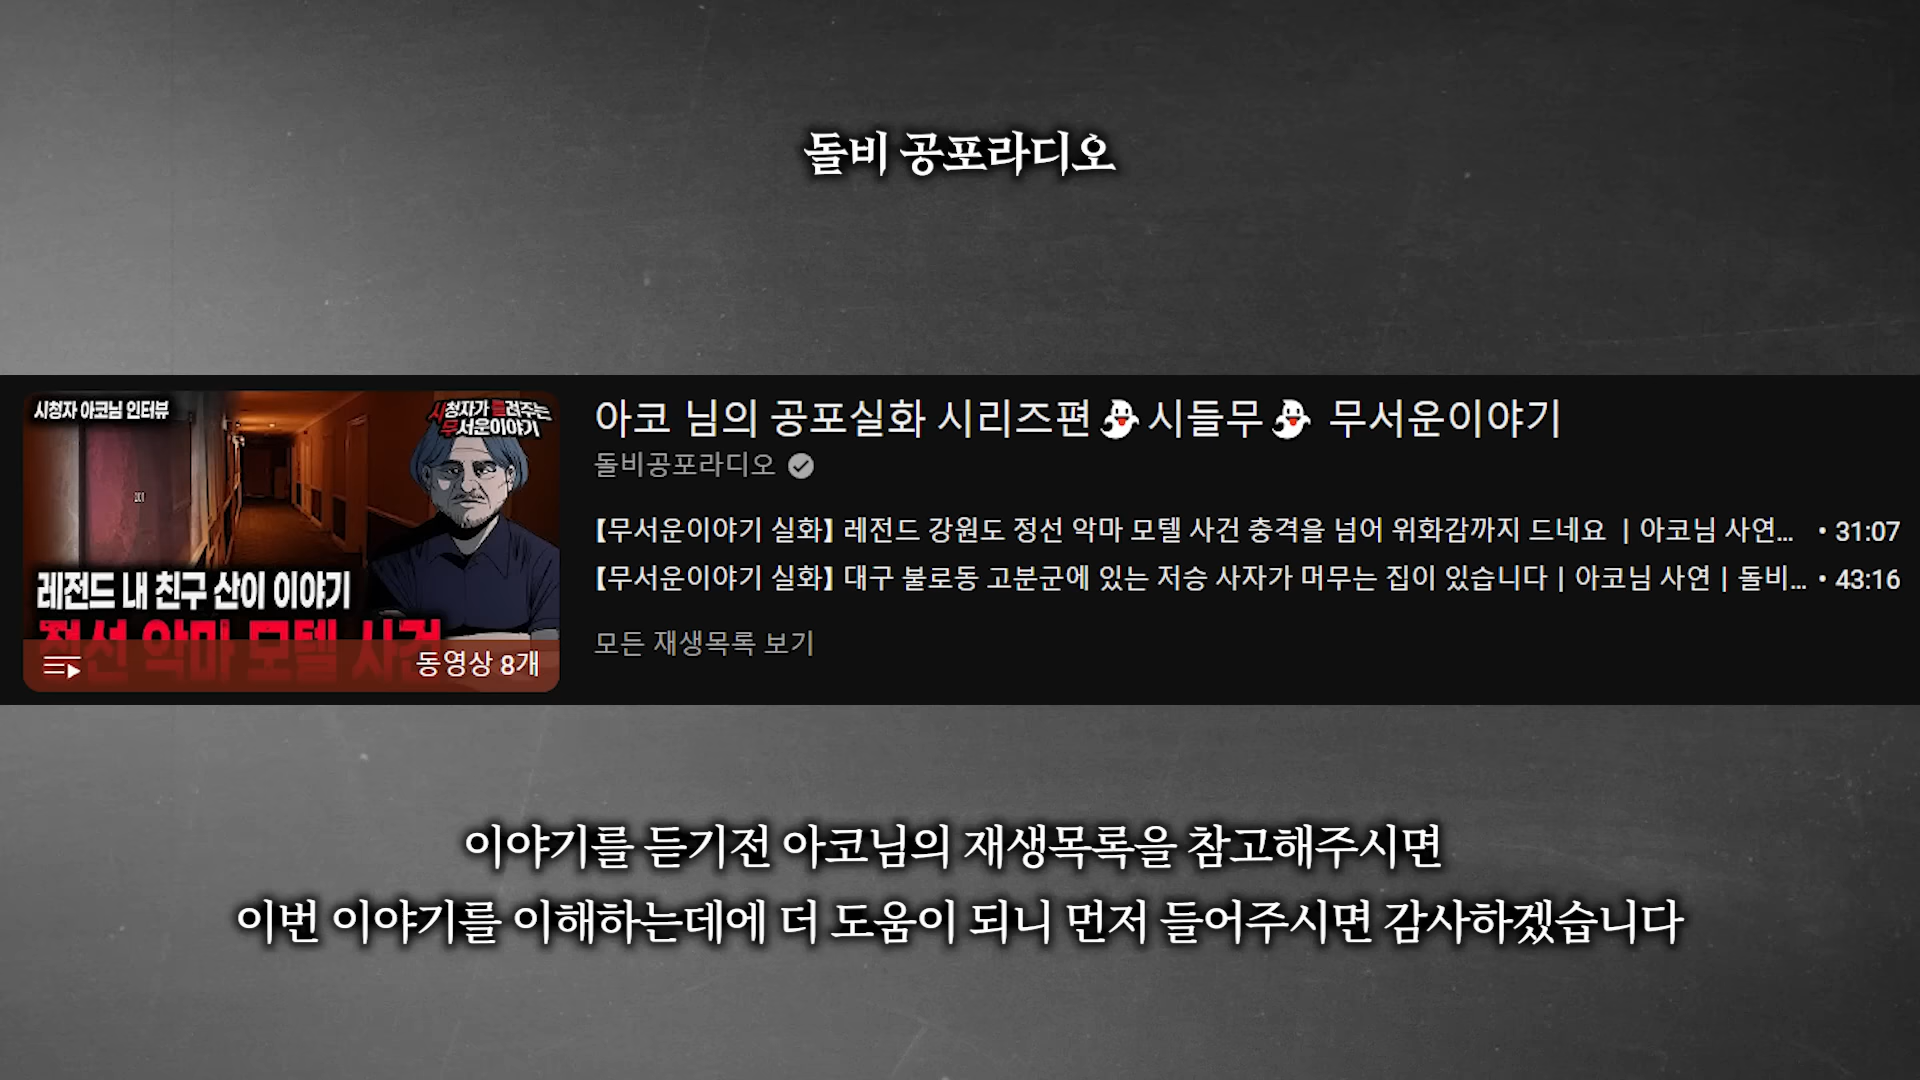 돌비 공포라디오
시청자 아코님 인터뷰
시청자가 들려주는
무서운이야기
201
레전드 내 친구 산이 이야기
정선 악마 모텔 사건
동영상 8개
아코 님의 공포실화 시리즈편👻시들무👻 무서운이야기
돌비공포라디오
【무서운이야기 실화】 레전드 강원도 정선 악마 모텔 사건 충격을 넘어 위화감까지 드네요 | 아코님 사연... • 31:07
【무서운이야기 실화】 대구 불로동 고분군에 있는 저승 사자가 머무는 집이 있습니다 | 아코님 사연 | 돌비... • 43:16
모든 재생목록 보기
이야기를 듣기전 아코님의 재생목록을 참고해주시면
이번 이야기를 이해하는데에 더 도움이 되니 먼저 들어주시면 감사하겠습니다